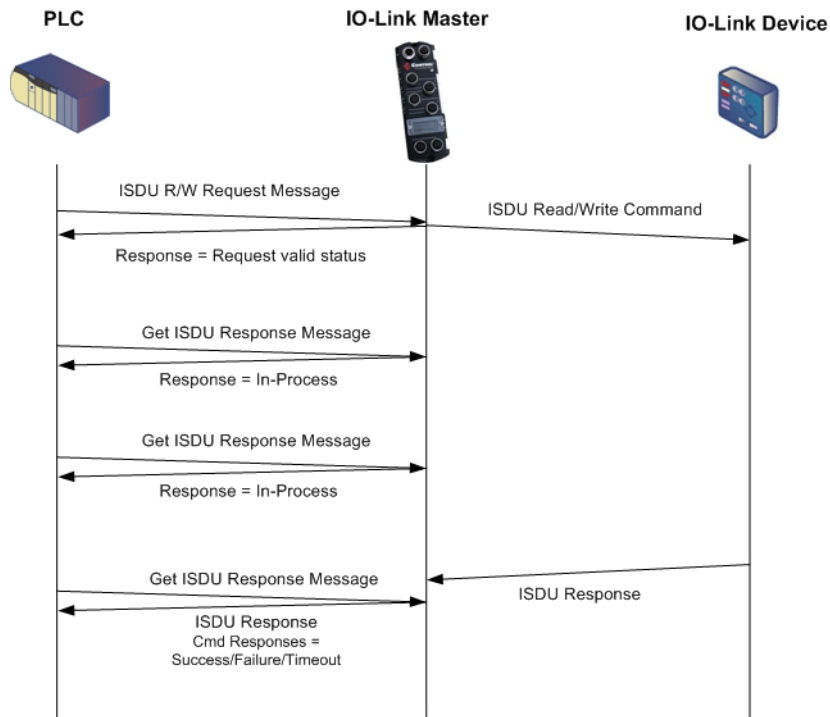 PLC
IO-Link Master
IO-Link Device
ISDU R/W Request Message
ISDU Read/Write Command
Response = Request valid status
Get ISDU Response Message
Response = In-Process
Get ISDU Response Message
Response = In-Process
Get ISDU Response Message
ISDU Response
ISDU Response
Cmd Responses =
Success/Failure/Timeout